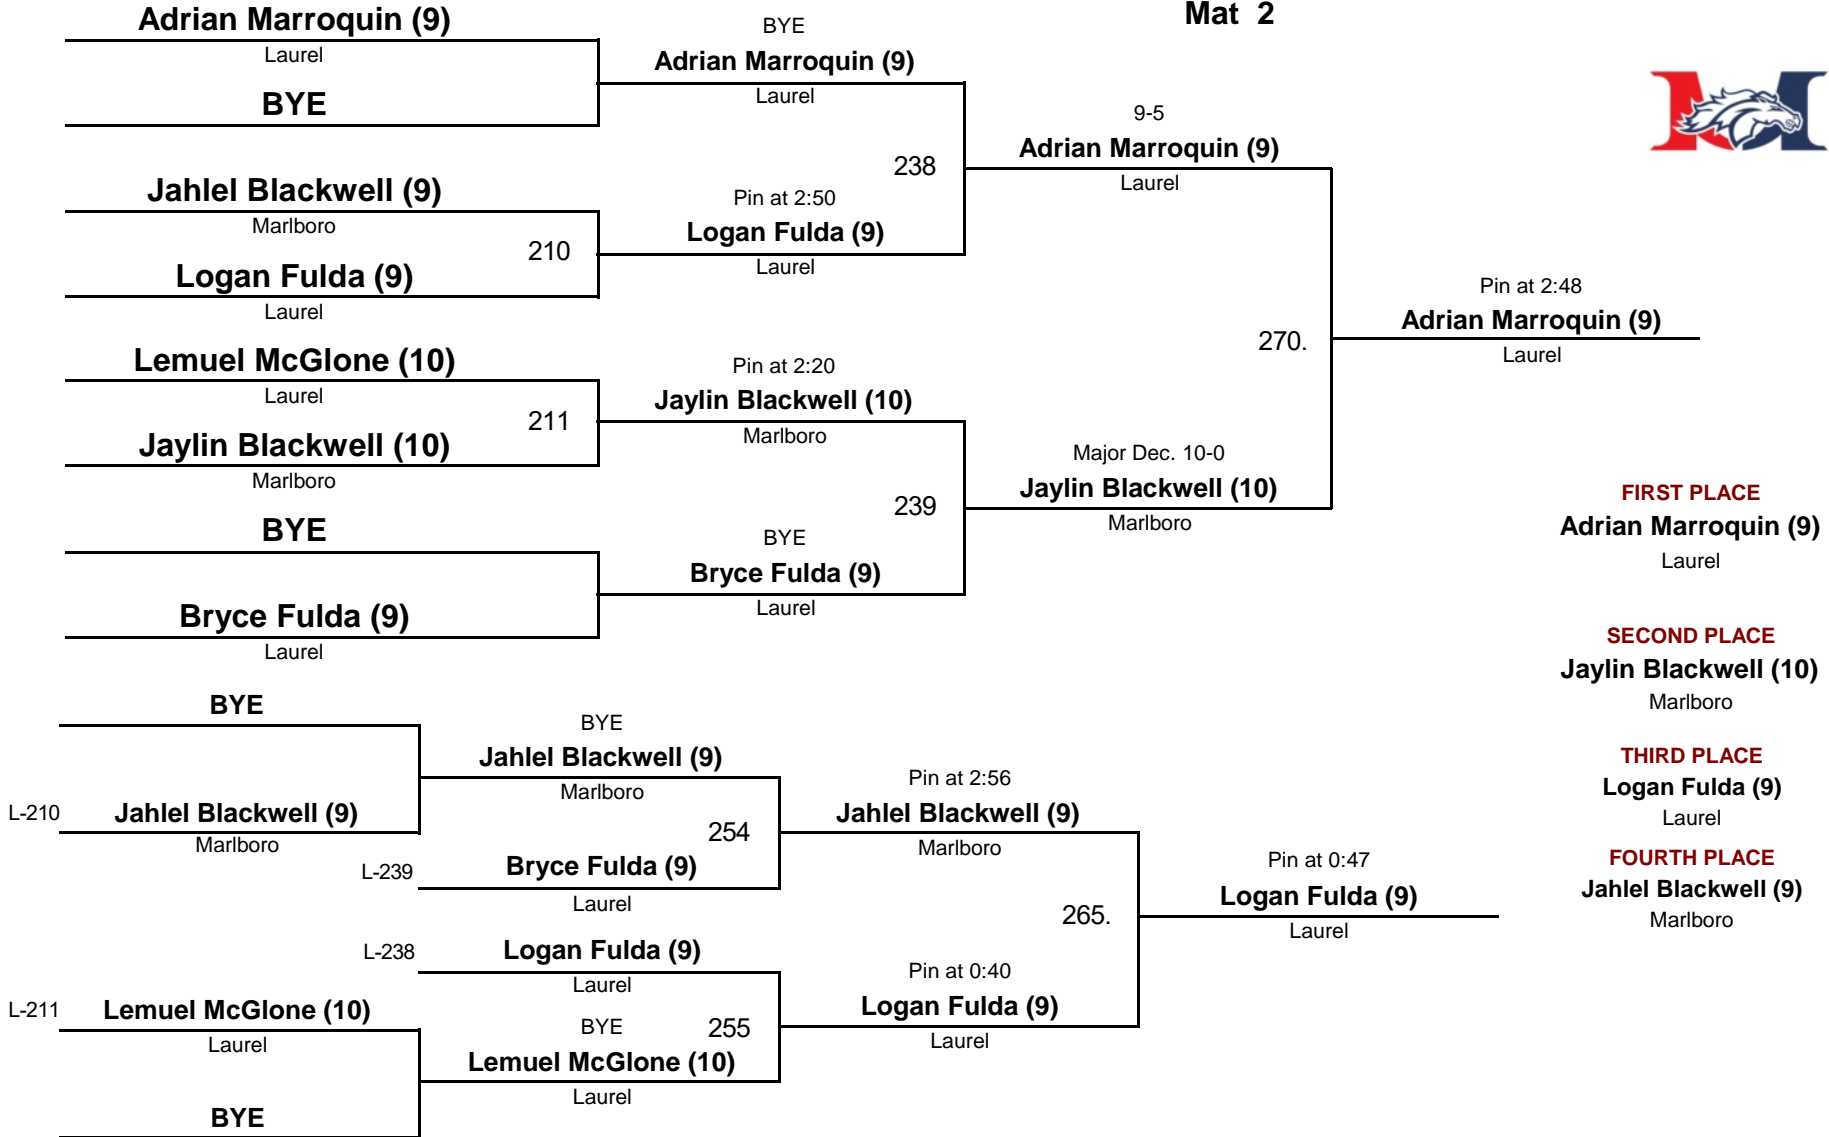 Mat 2
Adrian Marroquin (9)
Laurel
BYE
Jahlel Blackwell (9)
Marlboro
210
Logan Fulda (9)
Laurel
Lemuel McGlone (10)
Laurel
211
Jaylin Blackwell (10)
Marlboro
BYE
Bryce Fulda (9)
Laurel
BYE
Adrian Marroquin (9)
Laurel
238
Pin at 2:50
Logan Fulda (9)
Laurel
Pin at 2:20
Jaylin Blackwell (10)
Marlboro
239
BYE
Bryce Fulda (9)
Laurel
9-5
Adrian Marroquin (9)
Laurel
270.
Major Dec. 10-0
Jaylin Blackwell (10)
Marlboro
Pin at 2:48
Adrian Marroquin (9)
Laurel
BYE
L-210
Jahlel Blackwell (9)
Marlboro
L-211
Lemuel McGlone (10)
Laurel
BYE
BYE
Jahlel Blackwell (9)
Marlboro
254
L-239
Bryce Fulda (9)
Laurel
L-238
Logan Fulda (9)
Laurel
BYE
255
Lemuel McGlone (10)
Laurel
Pin at 2:56
Jahlel Blackwell (9)
Marlboro
265.
Pin at 0:40
Logan Fulda (9)
Laurel
Pin at 0:47
Logan Fulda (9)
Laurel
FIRST PLACE
Adrian Marroquin (9)
Laurel
SECOND PLACE
Jaylin Blackwell (10)
Marlboro
THIRD PLACE
Logan Fulda (9)
Laurel
FOURTH PLACE
Jahlel Blackwell (9)
Marlboro
M